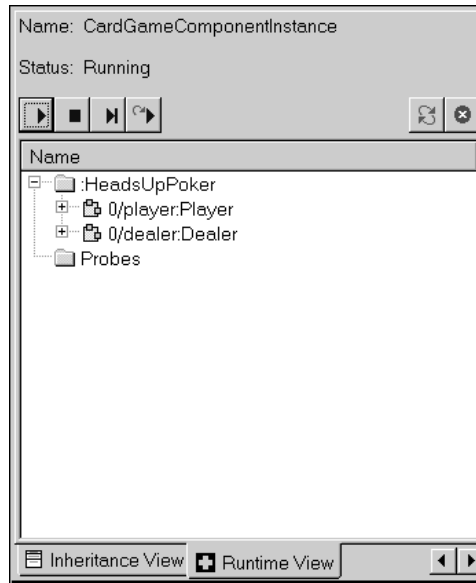 Name: CardGameComponentInstance
Status: Running
Name
:HeadsUpPoker
0/player:Player
0/dealer:Dealer
Probes
Inheritance View Runtime View